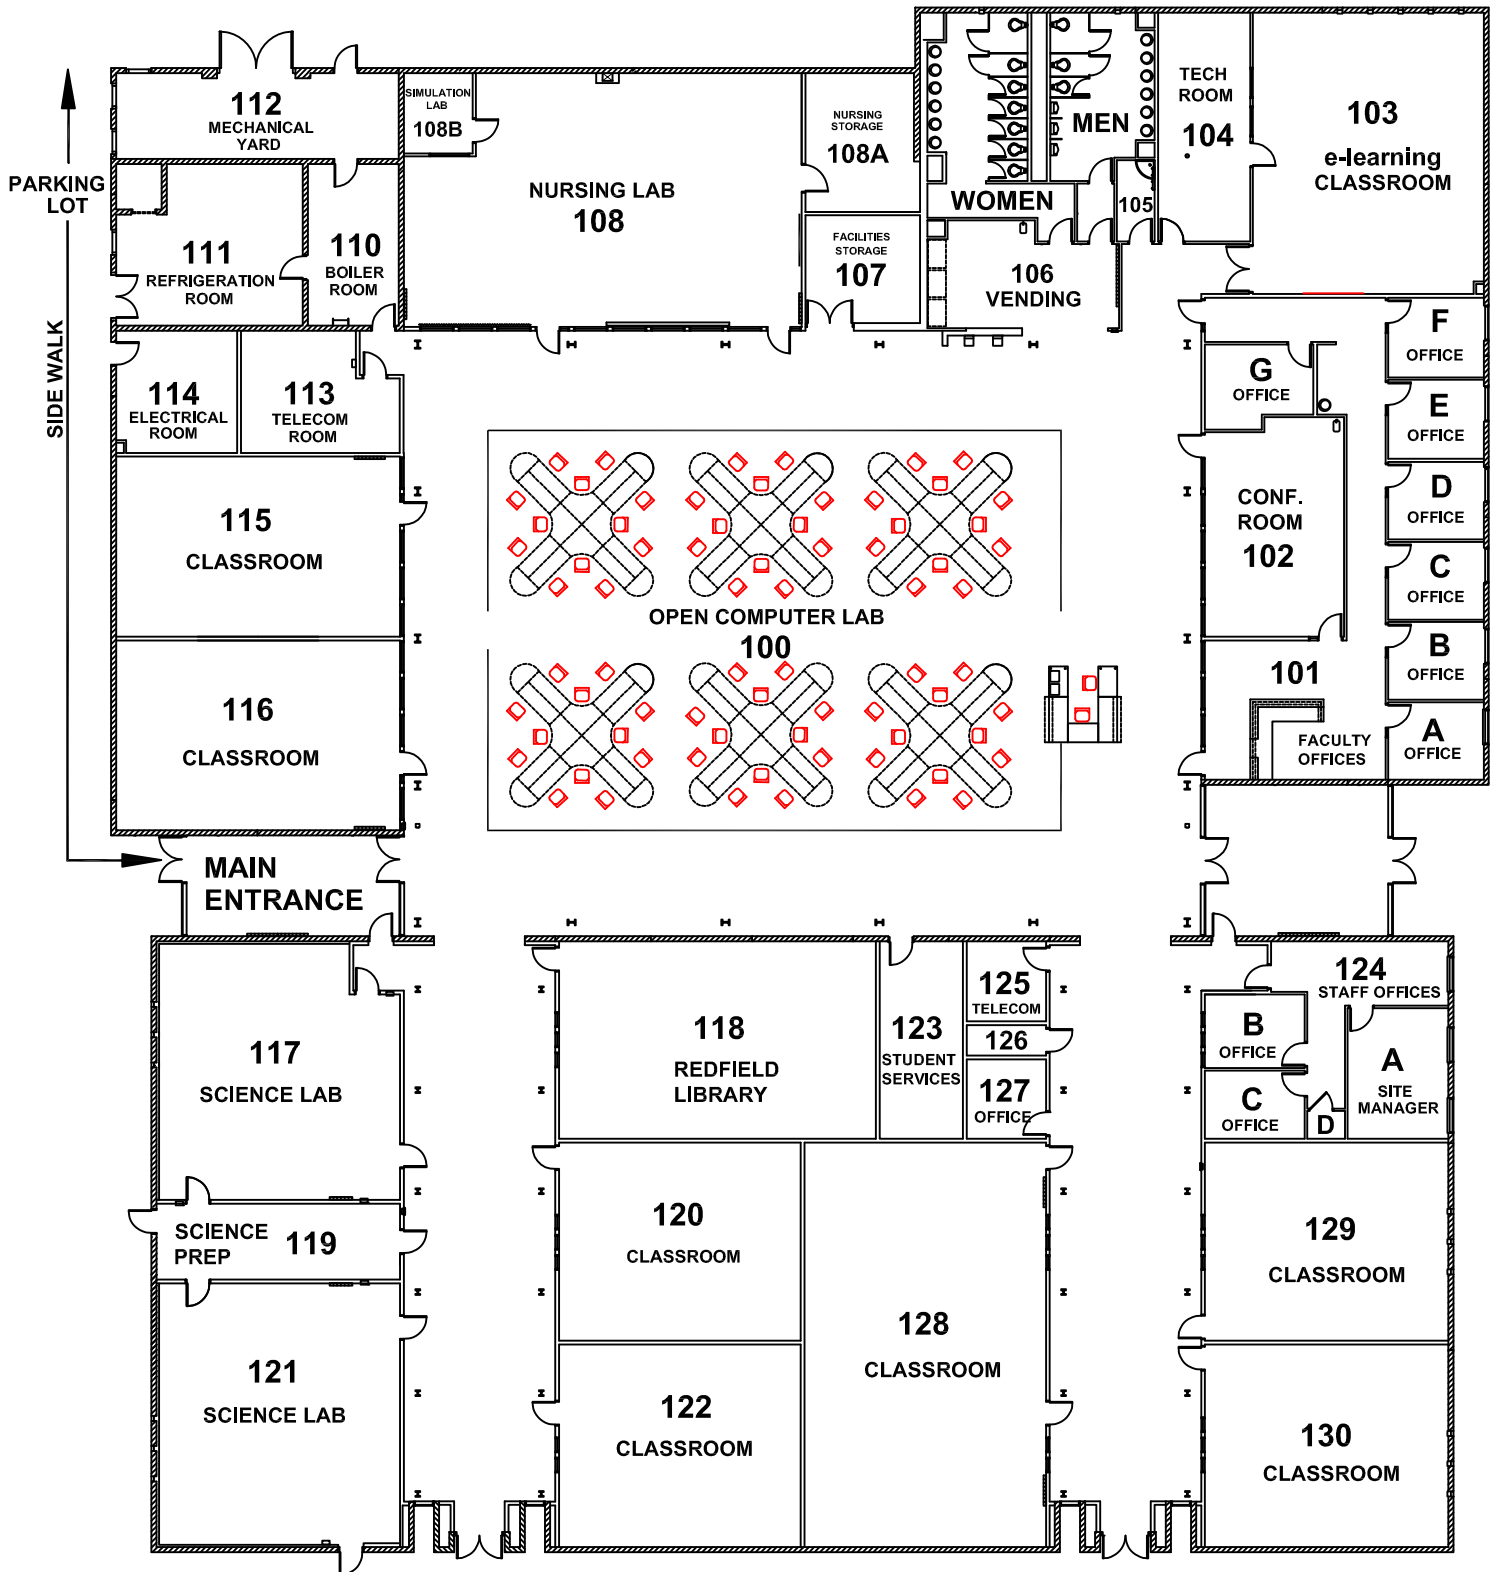 112
MECHANICAL
YARD
SIMULATION
LAB
108B
NURSING LAB
108
NURSING
STORAGE
108A
FACILITIES
STORAGE
107
WOMEN
MEN
105
106
VENDING
TECH
ROOM
104
103
e-learning
CLASSROOM
PARKING
LOT
SIDE WALK
111
REFRIGERATION
ROOM
110
BOILER
ROOM
114
ELECTRICAL
ROOM
113
TELECOM
ROOM
115
CLASSROOM
116
CLASSROOM
OPEN COMPUTER LAB
100
G
OFFICE
CONF.
ROOM
102
F
OFFICE
E
OFFICE
D
OFFICE
C
OFFICE
B
OFFICE
A
OFFICE
101
FACULTY
OFFICES
MAIN
ENTRANCE
117
SCIENCE LAB
SCIENCE
PREP
119
121
SCIENCE LAB
118
REDFIELD
LIBRARY
123
STUDENT
SERVICES
125
TELECOM
126
127
OFFICE
120
CLASSROOM
122
CLASSROOM
128
CLASSROOM
124
STAFF OFFICES
B
OFFICE
C
OFFICE
D
A
SITE
MANAGER
129
CLASSROOM
130
CLASSROOM